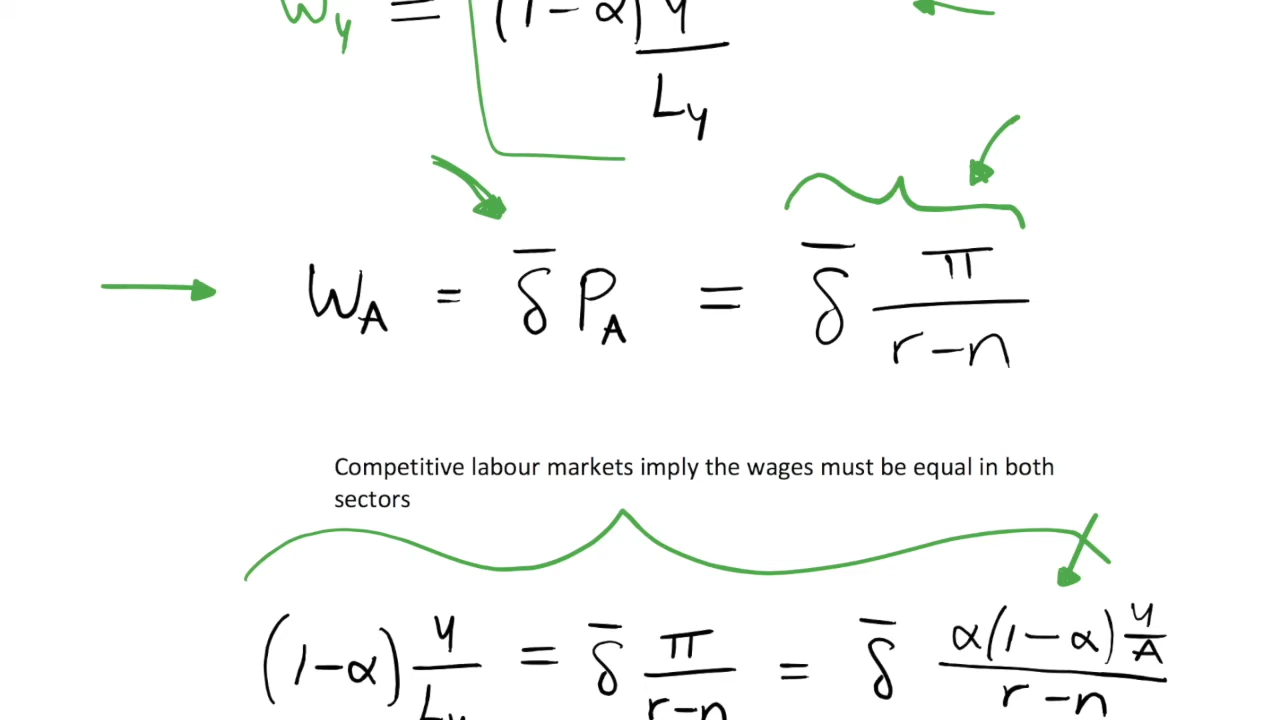 W_y = (1-α) y / L_y
W_A = δ̄ P_A = δ̄ π / (r-n)
Competitive labour markets imply the wages must be equal in both
sectors
(1-α) y / L_y = δ̄ π / (r-n) = δ̄ α(1-α) y/A / (r-n)